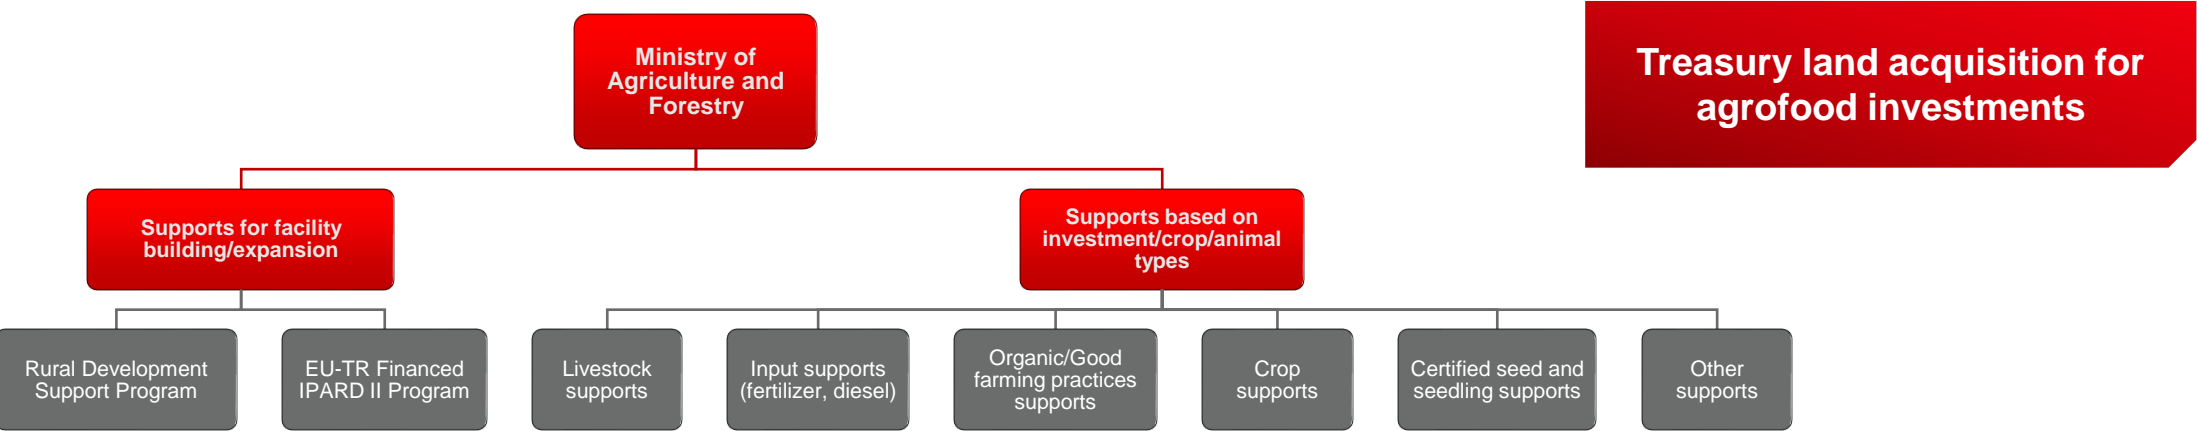 Ministry of
Agriculture and
Forestry
Treasury land acquisition for
agrofood investments
Supports for facility
building/expansion
Supports based on
investment/crop/animal
types
Rural Development
Support Program
EU-TR Financed
IPARD II Program
Livestock
supports
Input supports
(fertilizer, diesel)
Organic/Good
farming practices
supports
Crop
supports
Certified seed and
seedling supports
Other
supports